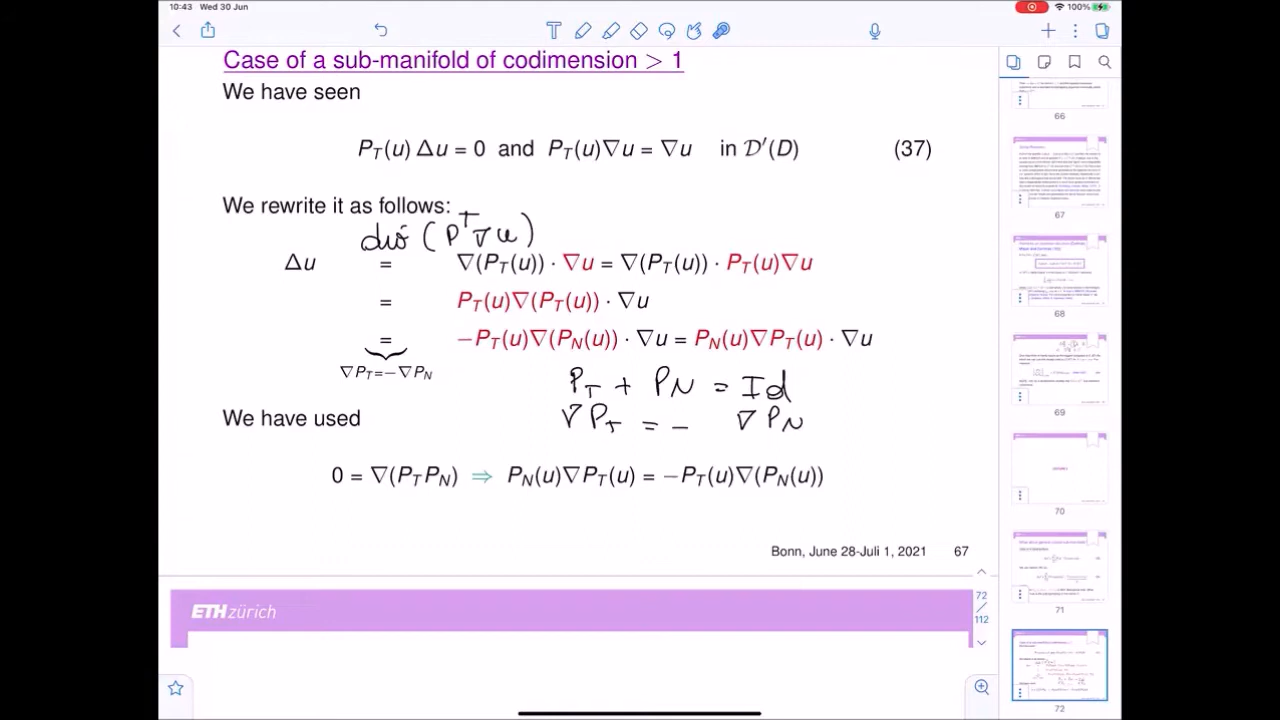 10:43 Wed 30 Jun
100%
Case of a sub-manifold of codimension > 1
We have seen
P_T(u) Δu = 0 and P_T(u)∇u = ∇u in D′(D) (37)
We rewrite it as follows:
div (P^T ∇u)
Δu = ∇(P_T(u)) · ∇u = ∇(P_T(u)) · P_T(u)∇u
= P_T(u)∇(P_T(u)) · ∇u
= −P_T(u)∇(P_N(u)) · ∇u = P_N(u)∇P_T(u) · ∇u
∇P_T=−∇P_N
P_T + P_N = Id
∇P_T = − ∇P_N
We have used
0 = ∇(P_T P_N) ⇒ P_N(u)∇P_T(u) = −P_T(u)∇(P_N(u))
Bonn, June 28-Juli 1, 2021 67
ETH zürich
72
/
112
66
67
68
69
70
71
72